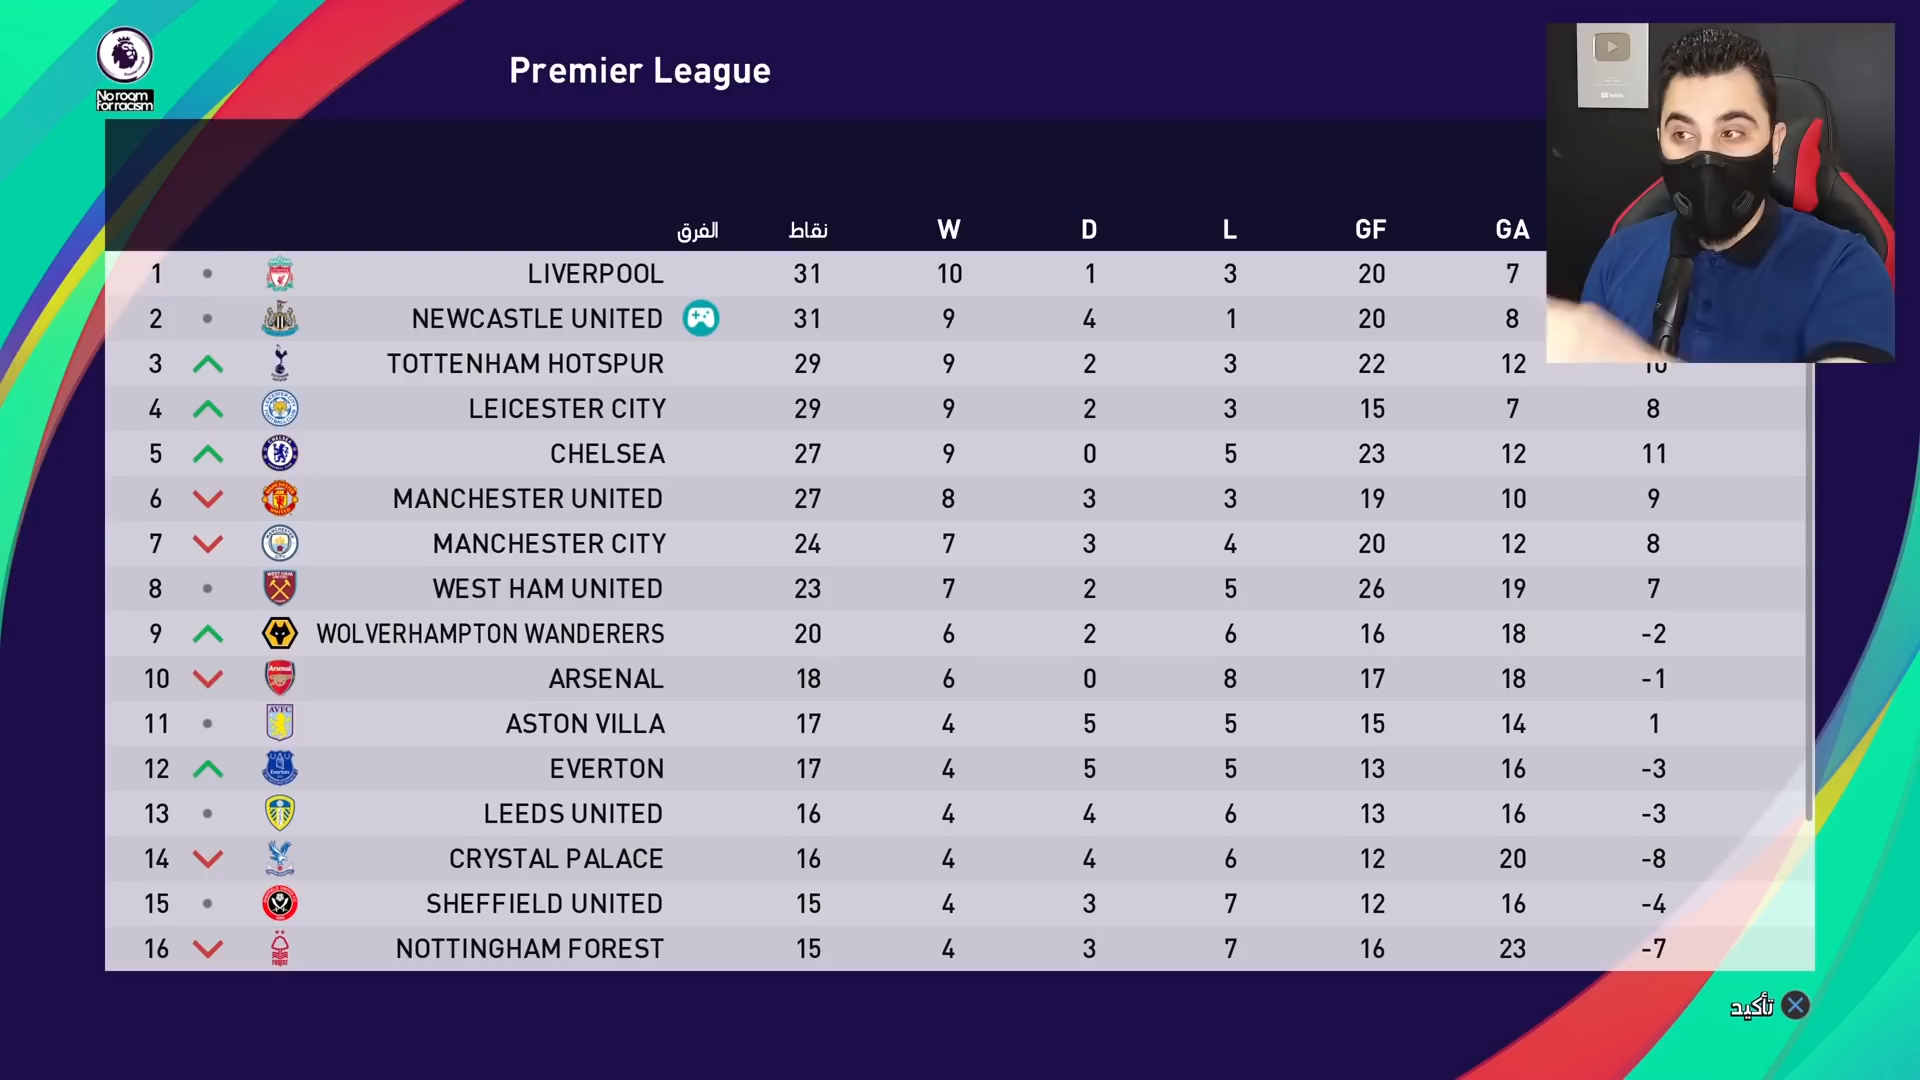 Premier League
No room
For racism
الفرق نقاط W D L GF GA
1 LIVERPOOL 31 10 1 3 20 7
2 NEWCASTLE UNITED 31 9 4 1 20 8
3 TOTTENHAM HOTSPUR 29 9 2 3 22 12 10
4 LEICESTER CITY 29 9 2 3 15 7 8
5 CHELSEA 27 9 0 5 23 12 11
6 MANCHESTER UNITED 27 8 3 3 19 10 9
7 MANCHESTER CITY 24 7 3 4 20 12 8
8 WEST HAM UNITED 23 7 2 5 26 19 7
9 WOLVERHAMPTON WANDERERS 20 6 2 6 16 18 -2
10 ARSENAL 18 6 0 8 17 18 -1
11 ASTON VILLA 17 4 5 5 15 14 1
12 EVERTON 17 4 5 5 13 16 -3
13 LEEDS UNITED 16 4 4 6 13 16 -3
14 CRYSTAL PALACE 16 4 4 6 12 20 -8
15 SHEFFIELD UNITED 15 4 3 7 12 16 -4
16 NOTTINGHAM FOREST 15 4 3 7 16 23 -7
تأكيد